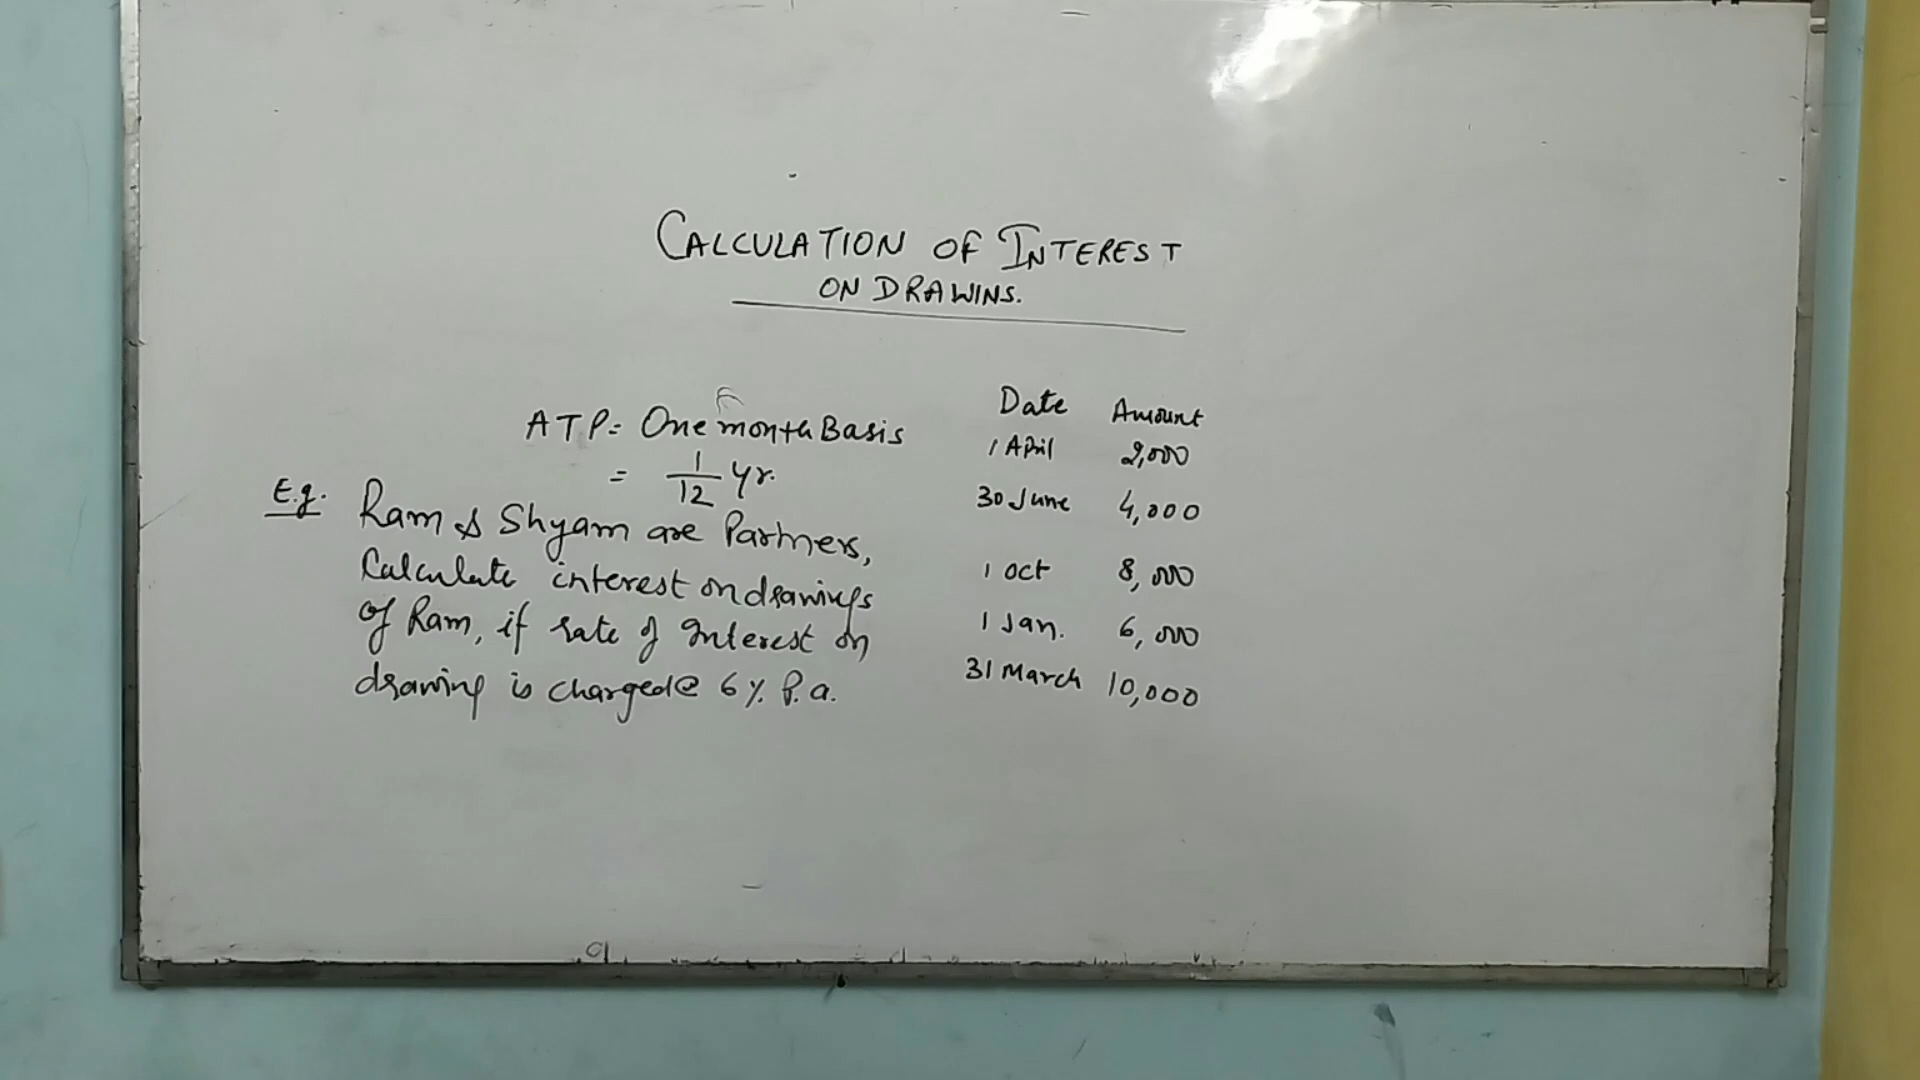 CALCULATION OF INTEREST
ON DRAWINS.
ATP = One month Basis
= 1/12 yr.
E.g. Ram & Shyam are Partners,
Calculate interest on drawings
of Ram, if rate of Interest on
drawing is charged @ 6 % P.a.
Date Amount
1 April 2,000
30 June 4,000
1 Oct 8,000
1 Jan. 6,000
31 March 10,000